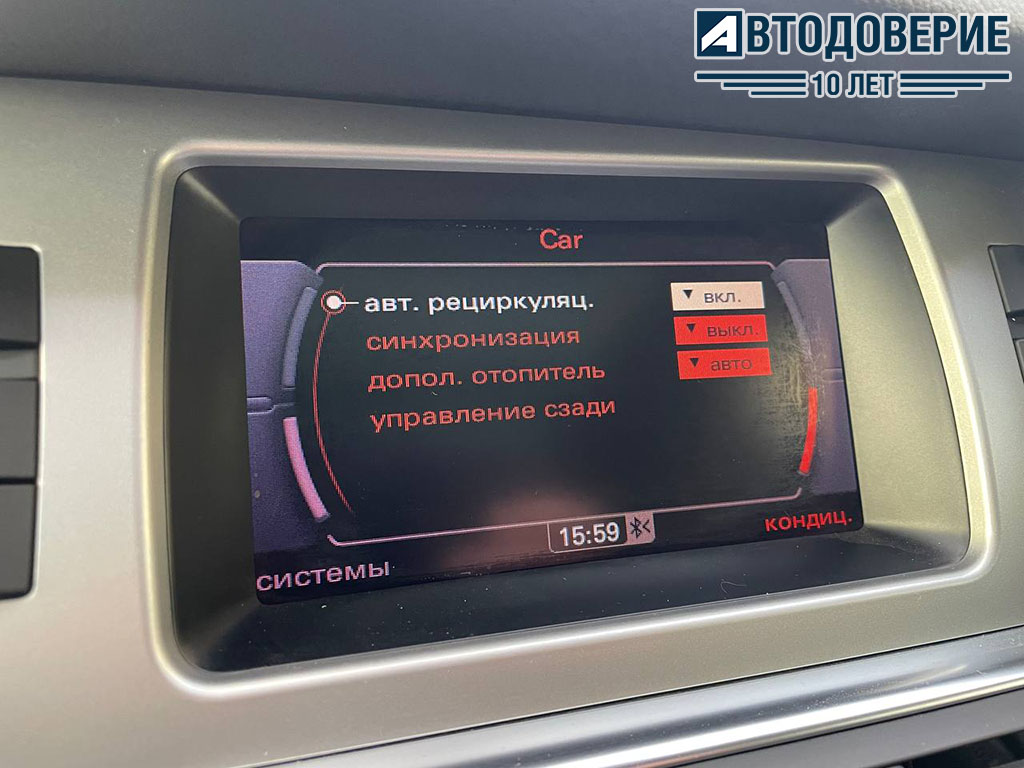 АВТОДОВЕРИЕ
10 ЛЕТ
Car
авт. рециркуляц. вкл.
синхронизация выкл.
допол. отопитель авто
управление сзади
15:59
кондиц.
системы